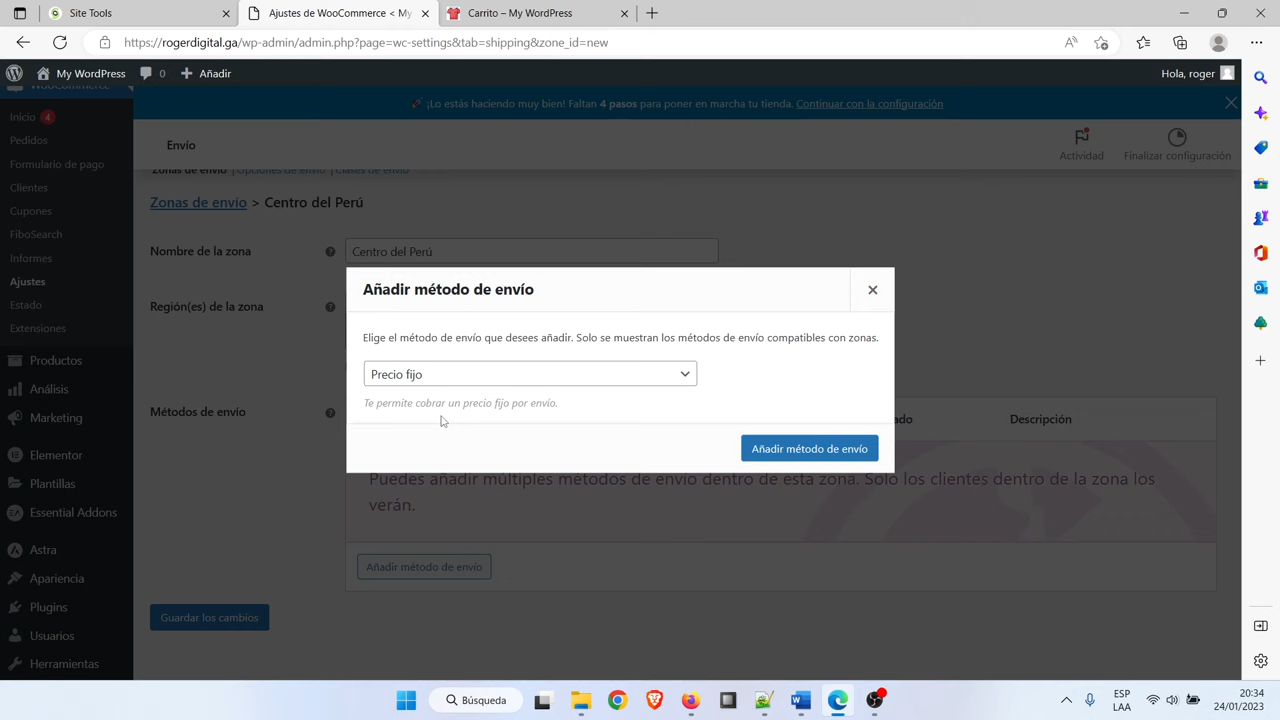 Site Tools
Ajustes de WooCommerce < My
Carrito – My WordPress
https://rogerdigital.ga/wp-admin/admin.php?page=wc-settings&tab=shipping&zone_id=new
My WordPress
0
Añadir
Hola, roger
WooCommerce
¡Lo estás haciendo muy bien! Faltan 4 pasos para poner en marcha tu tienda. Continuar con la configuración
Inicio 4
Pedidos
Formulario de pago
Clientes
Cupones
FiboSearch
Informes
Ajustes
Estado
Extensiones
Productos
Análisis
Marketing
Elementor
Plantillas
Essential Addons
Astra
Apariencia
Plugins
Usuarios
Herramientas
Envío
Actividad
Finalizar configuración
Zonas de envío | Opciones de envío | Clases de envío
Zonas de envío > Centro del Perú
Nombre de la zona
Centro del Perú
Región(es) de la zona
Métodos de envío
Añadir método de envío
Elige el método de envío que desees añadir. Solo se muestran los métodos de envío compatibles con zonas.
Precio fijo
Te permite cobrar un precio fijo por envío.
Añadir método de envío
ado
Descripción
Puedes añadir múltiples métodos de envío dentro de esta zona. Solo los clientes dentro de la zona los
verán.
Añadir método de envío
Guardar los cambios
Búsqueda
ESP
LAA
20:34
24/01/2023